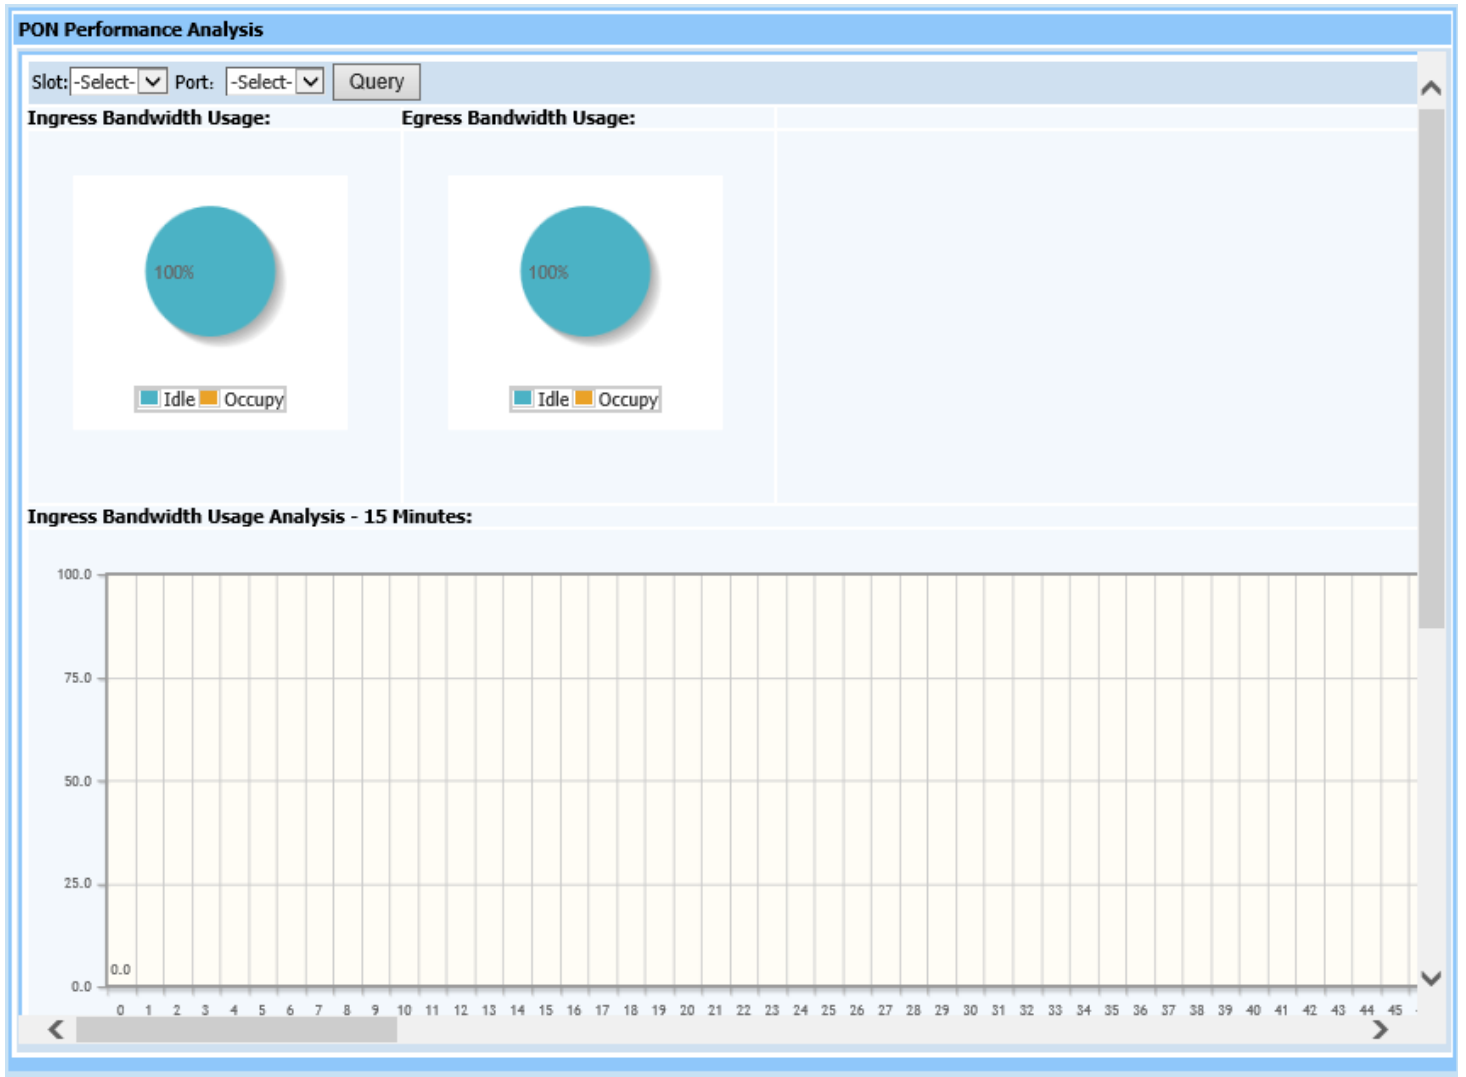 PON Performance Analysis
Slot: -Select- Port: -Select- Query
Ingress Bandwidth Usage: Egress Bandwidth Usage:
100% 100%
Idle Occupy Idle Occupy
Ingress Bandwidth Usage Analysis - 15 Minutes:
100.0
75.0
50.0
25.0
0.0
0.0
0 1 2 3 4 5 6 7 8 9 10 11 12 13 14 15 16 17 18 19 20 21 22 23 24 25 26 27 28 29 30 31 32 33 34 35 36 37 38 39 40 41 42 43 44 45